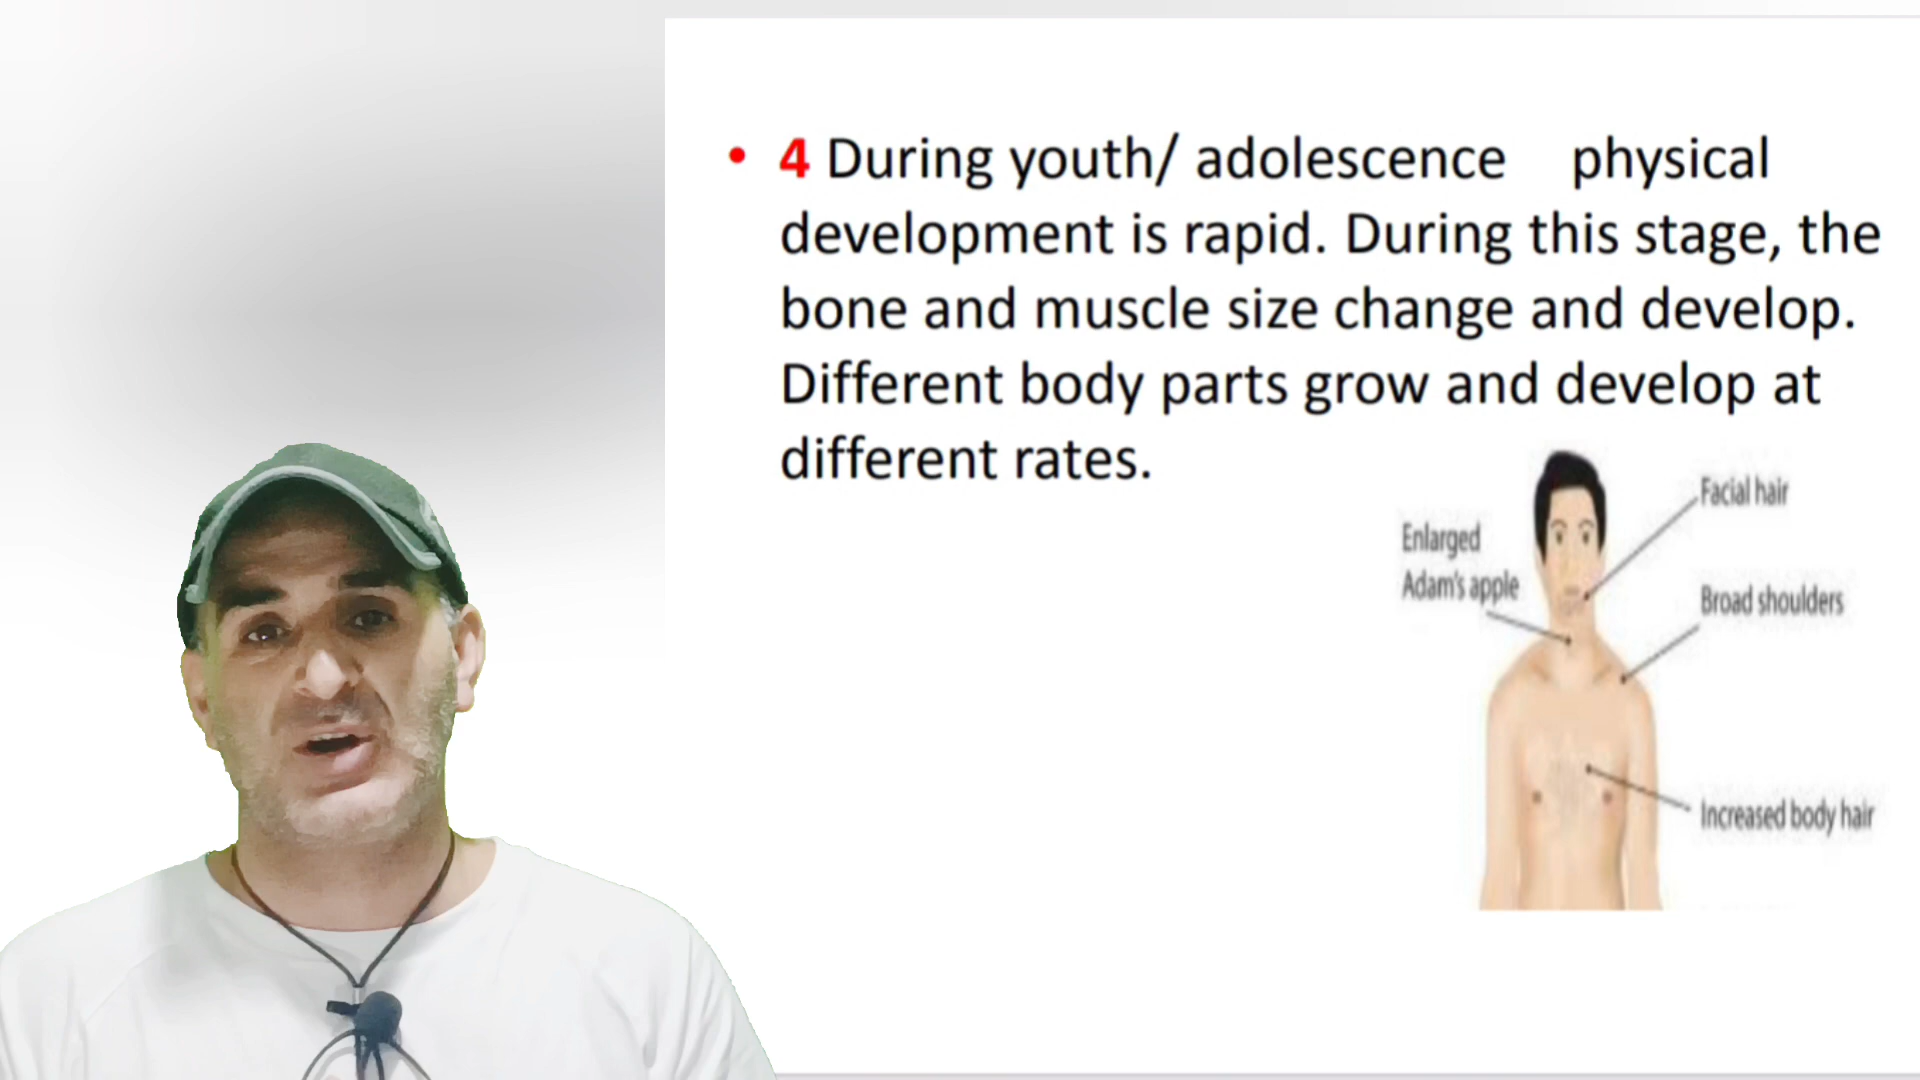 • 4 During youth/ adolescence physical
development is rapid. During this stage, the
bone and muscle size change and develop.
Different body parts grow and develop at
different rates.
Facial hair
Enlarged
Adam's apple
Broad shoulders
Increased body hair